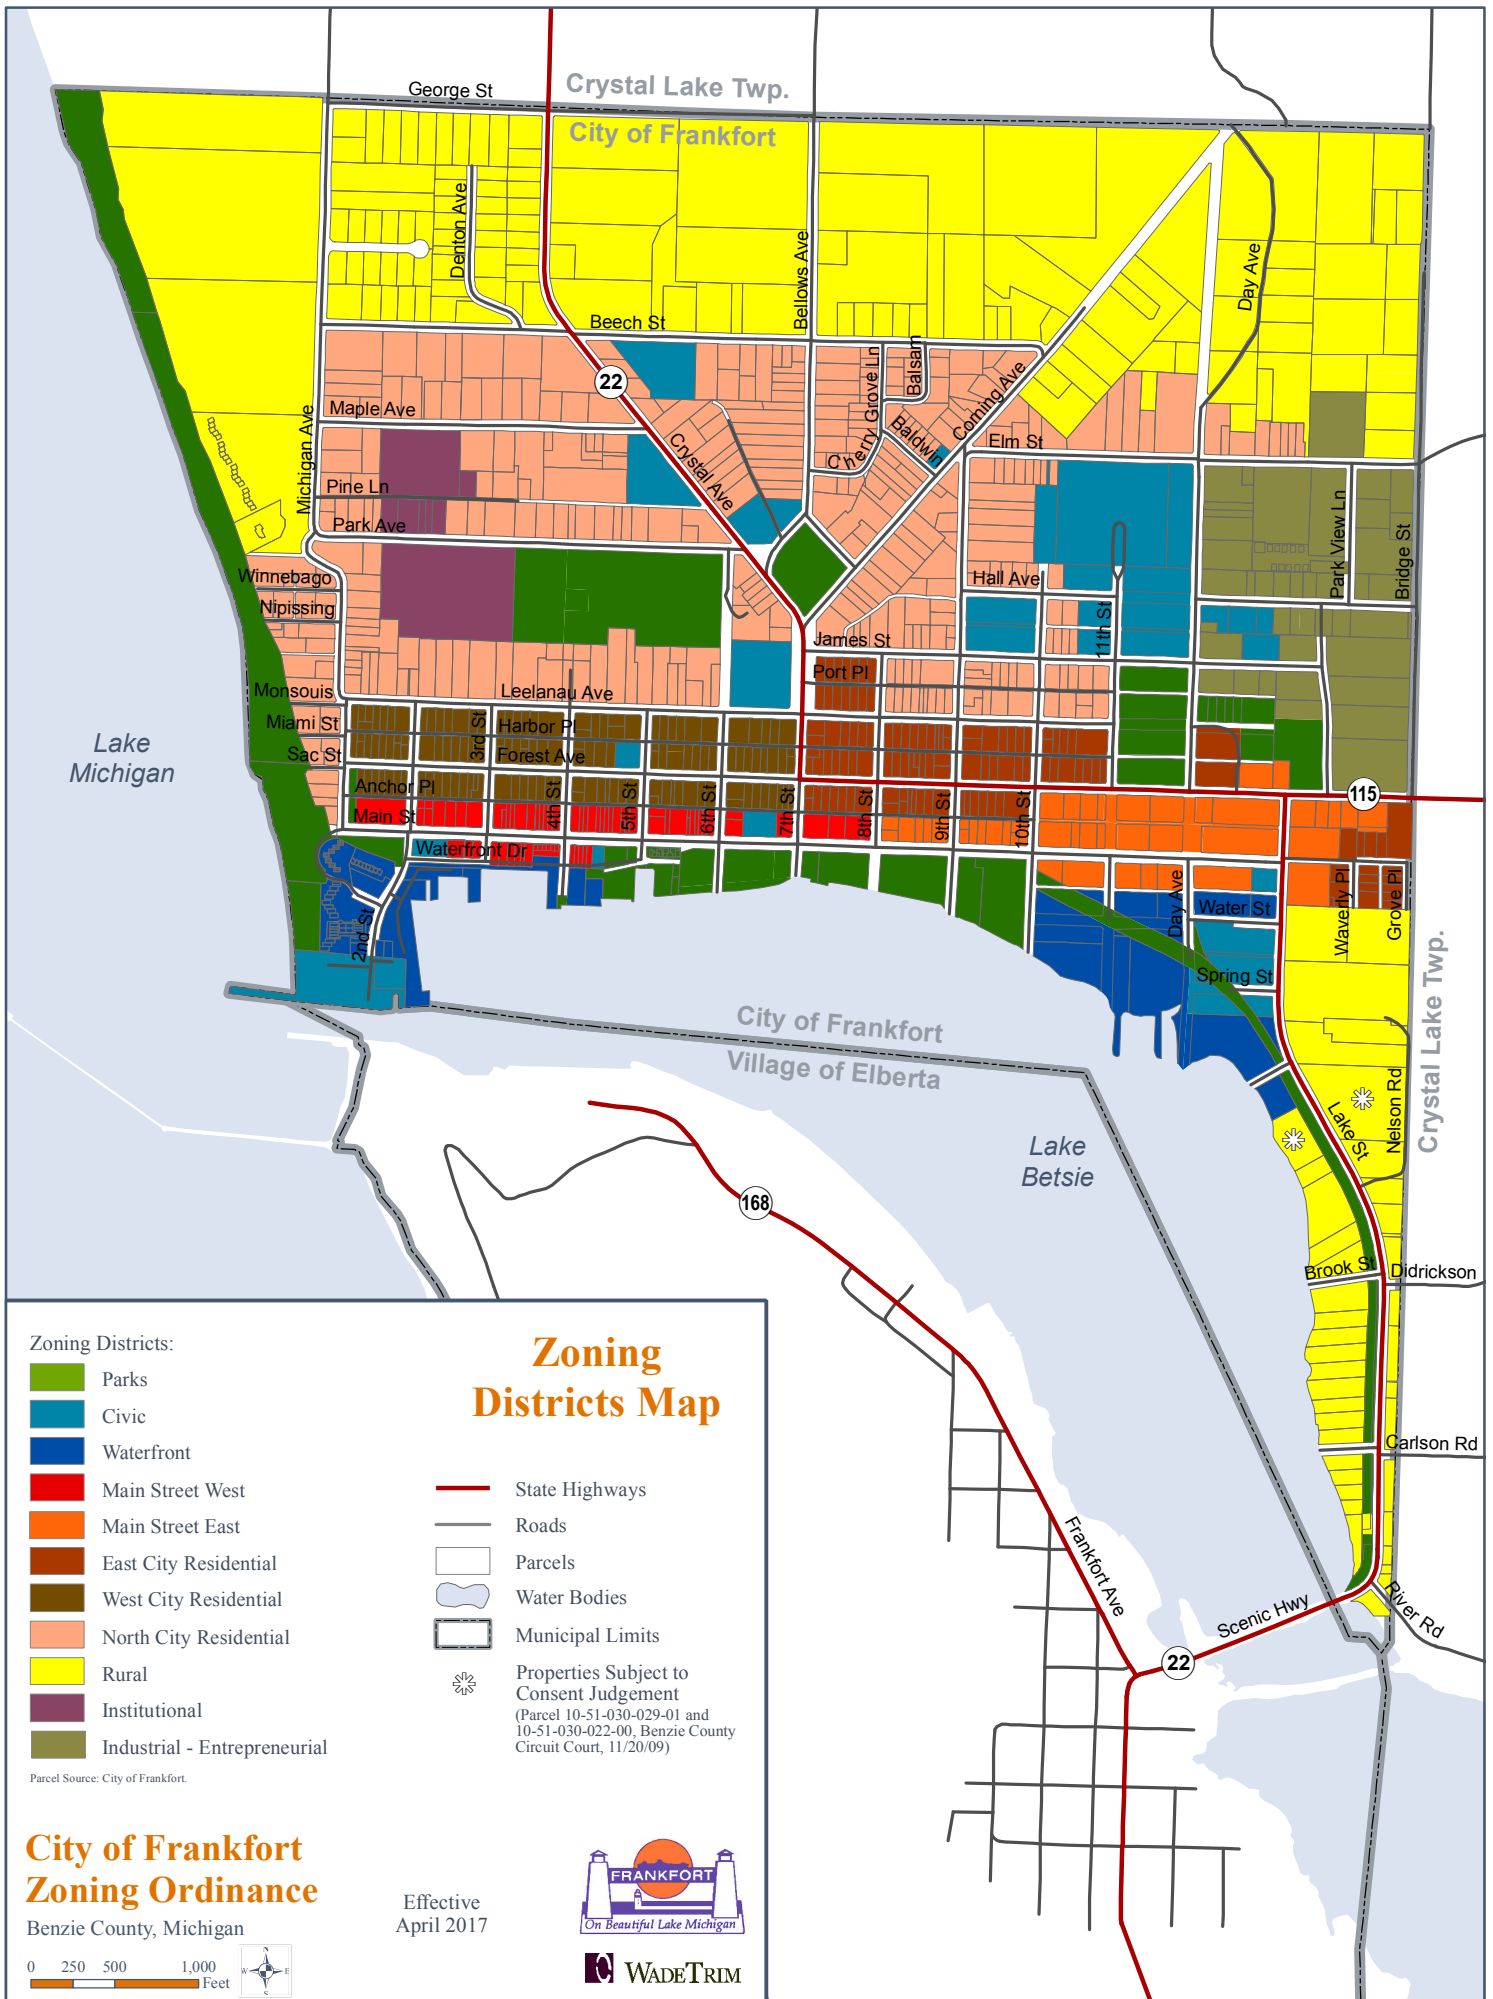 Crystal Lake Twp.
City of Frankfort
George St
Denton Ave
Bellows Ave
Day Ave
Beech St
22
Balsam
Cherry Grove Ln
Corning Ave
Baldwin
Elm St
Maple Ave
Michigan Ave
Crystal Ave
Pine Ln
Park Ave
Park View Ln
Bridge St
Winnebago
Nipissing
Hall Ave
11th St
James St
Port Pl
Monsouis
Leelanau Ave
Miami St
3rd St
Harbor Pl
Sac St
Forest Ave
Lake
Michigan
Anchor Pl
Main St
4th St
5th St
6th St
7th St
8th St
9th St
10th St
115
Waterfront Dr
2nd St
Day Ave
Water St
Waverly Pl
Grove Pl
Spring St
Crystal Lake Twp.
City of Frankfort
Village of Elberta
Lake
Betsie
Lake St
Nelson Rd
168
Brook St
Didrickson
Carlson Rd
Frankfort Ave
Scenic Hwy
River Rd
22
Zoning
Districts Map
Zoning Districts:
Parks
Civic
Waterfront
Main Street West
Main Street East
East City Residential
West City Residential
North City Residential
Rural
Institutional
Industrial - Entrepreneurial
Parcel Source: City of Frankfort.
State Highways
Roads
Parcels
Water Bodies
Municipal Limits
Properties Subject to
Consent Judgement
(Parcel 10-51-030-029-01 and
10-51-030-022-00, Benzie County
Circuit Court, 11/20/09)
City of Frankfort
Zoning Ordinance
Benzie County, Michigan
0 250 500 1,000
Feet
N
W E
S
Effective
April 2017
FRANKFORT
On Beautiful Lake Michigan
WADETRIM